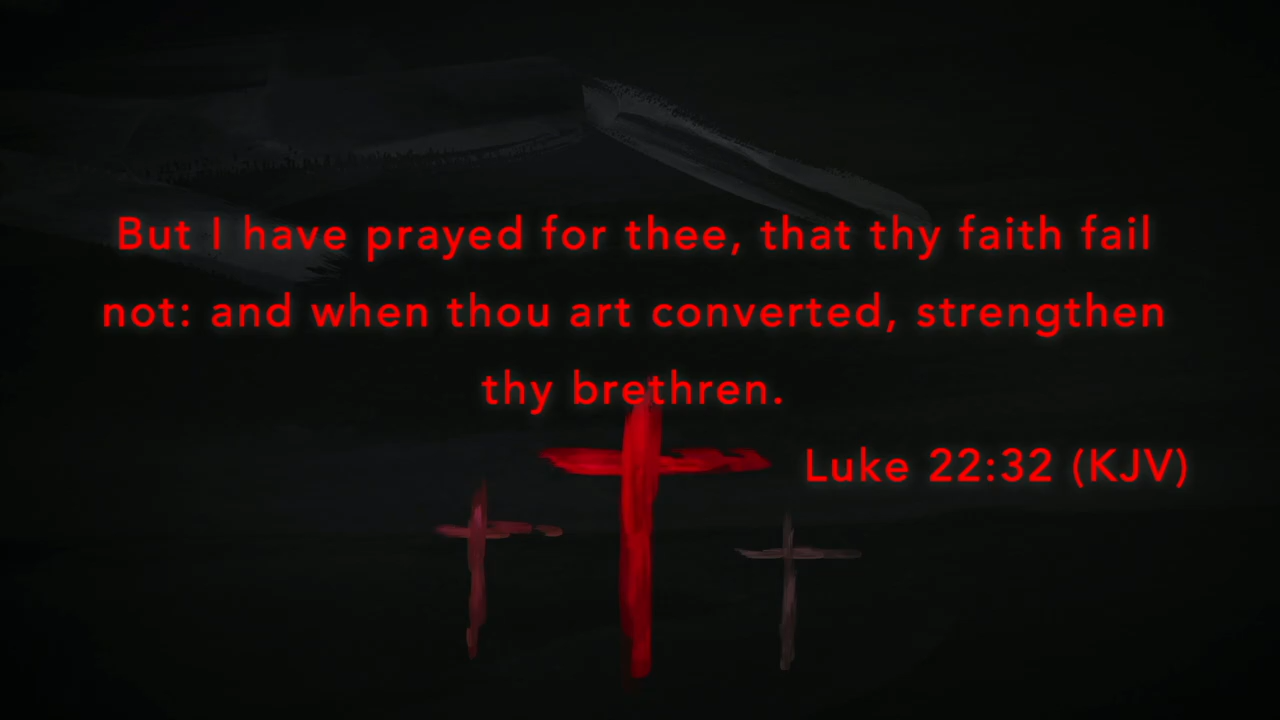 But I have prayed for thee, that thy faith fail
not: and when thou art converted, strengthen
thy brethren.
Luke 22:32 (KJV)